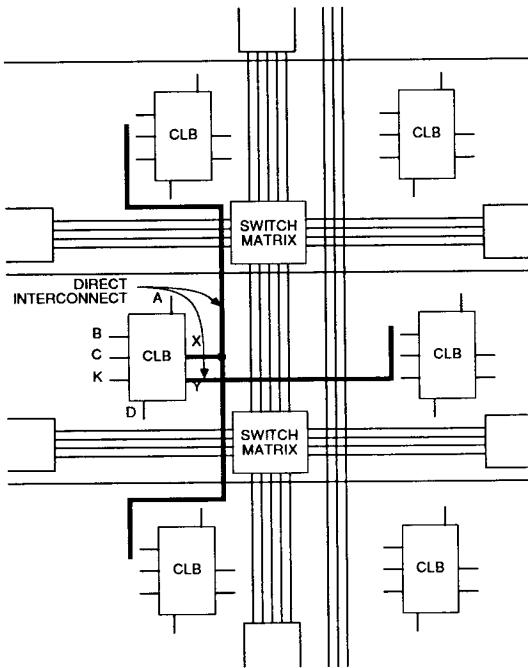 CLB
CLB
SWITCH
MATRIX
DIRECT
INTERCONNECT
A
B
X
C
CLB
CLB
K
Y
D
SWITCH
MATRIX
CLB
CLB